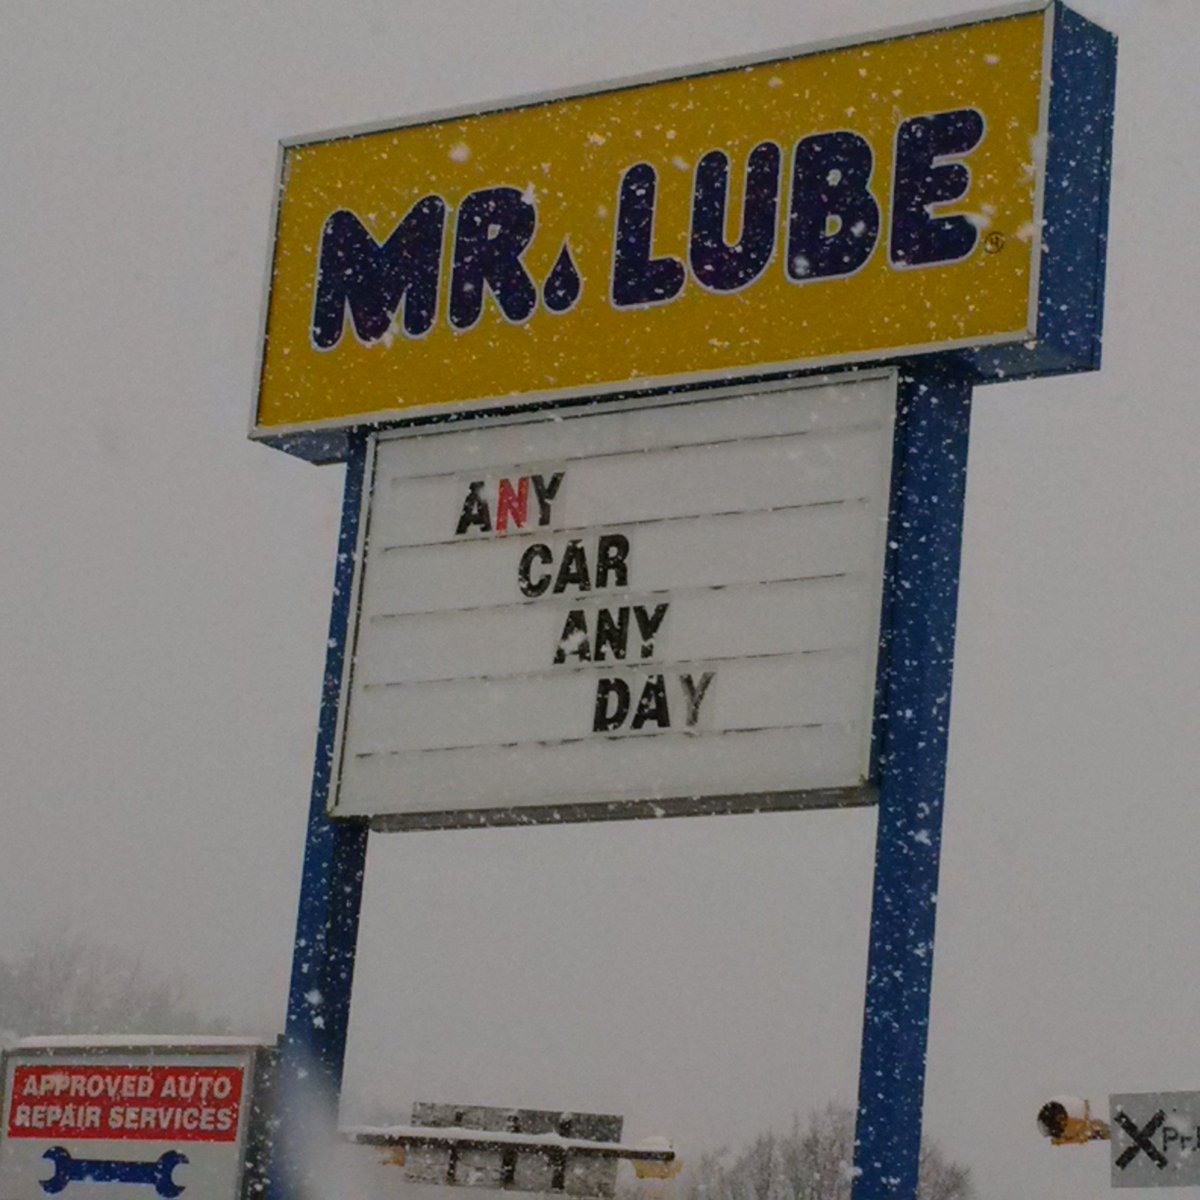 MR. LUBE
ANY
CAR
ANY
DAY
APPROVED AUTO
REPAIR SERVICES